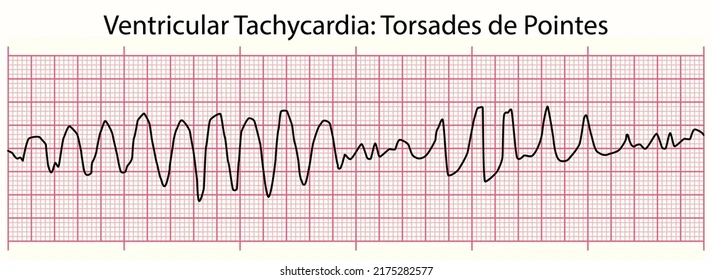 Ventricular Tachycardia: Torsades de Pointes
shutterstock.com · 2175282577